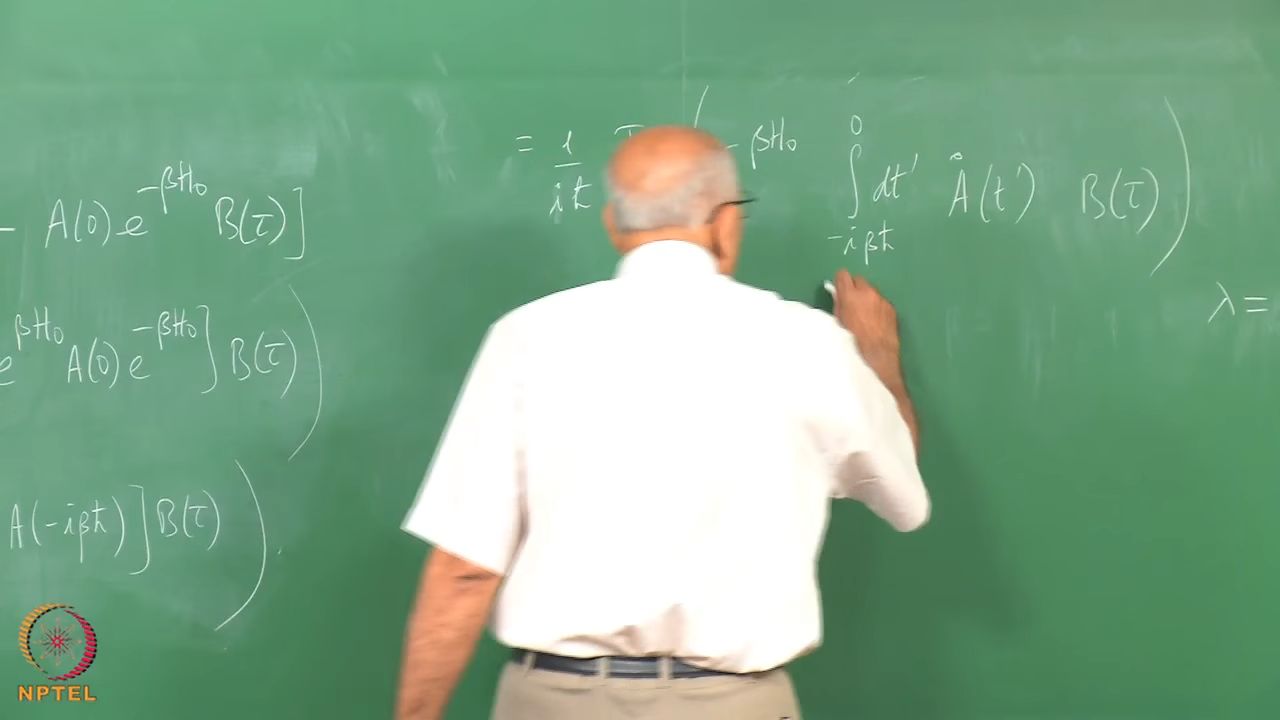 - A(0) e^{-βH₀} B(τ)]
e^{βH₀} A(0) e^{-βH₀}] B(τ))
A(-iβħ)] B(τ)).
= 1/iħ ( - βH₀ ∫_{-iβħ}^{0} dt' Ȧ(t') B(τ))
λ =
NPTEL